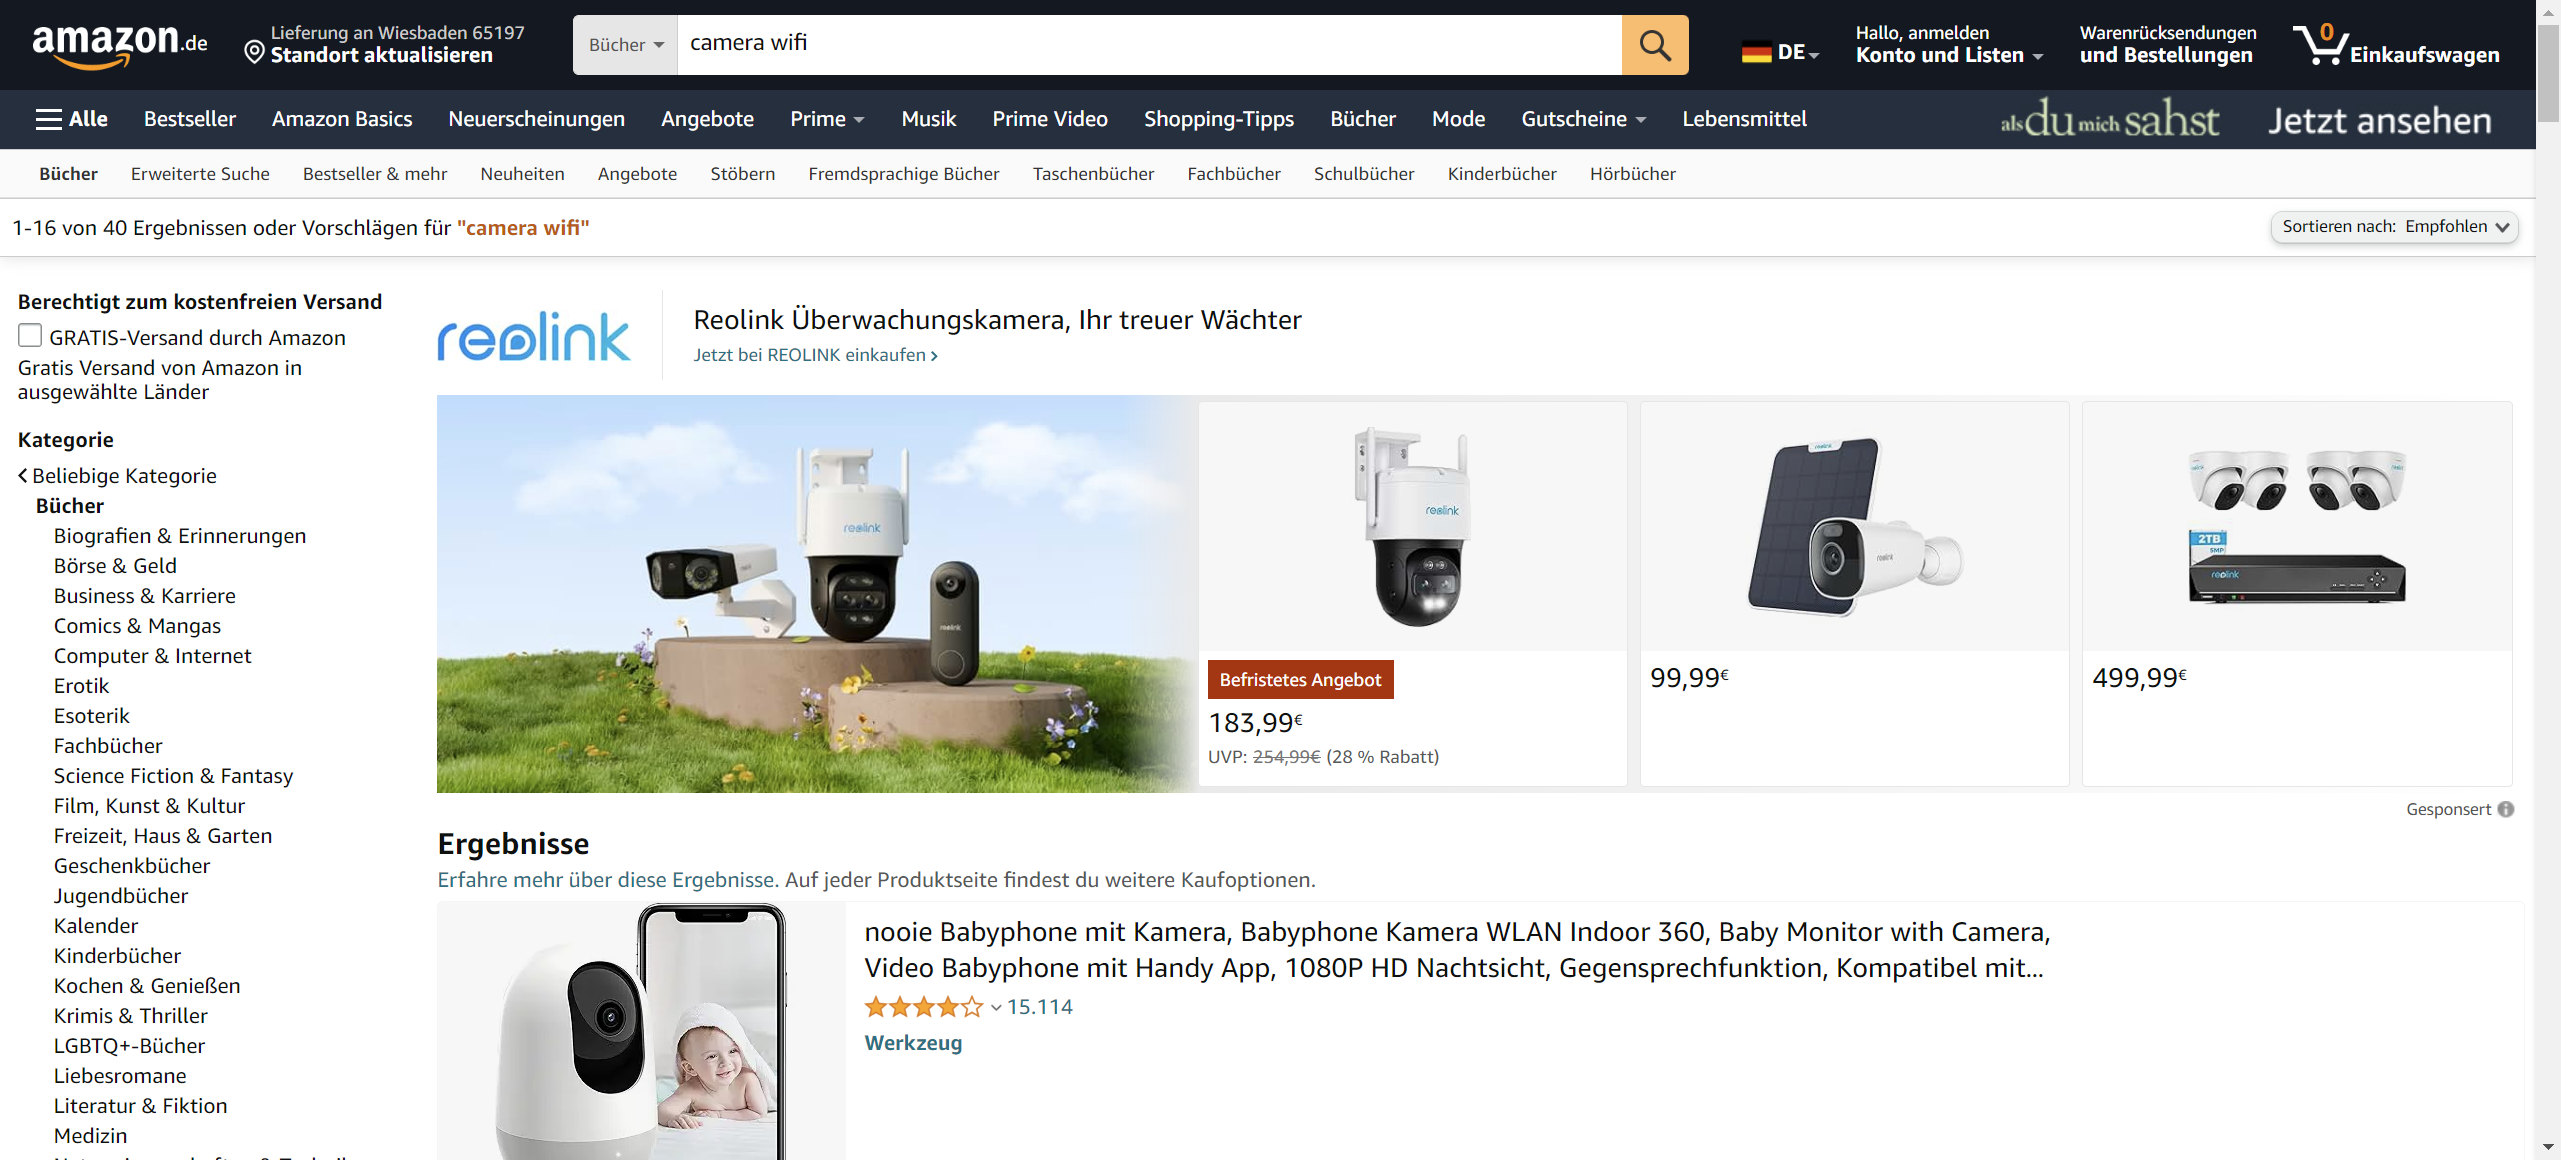 amazon.de
Lieferung an Wiesbaden 65197
Standort aktualisieren
Bücher
camera wifi
DE
Hallo, anmelden
Konto und Listen
Warenrücksendungen
und Bestellungen
0
Einkaufswagen
Alle
Bestseller
Amazon Basics
Neuerscheinungen
Angebote
Prime
Musik
Prime Video
Shopping-Tipps
Bücher
Mode
Gutscheine
Lebensmittel
als du mich sahst
Jetzt ansehen
Bücher
Erweiterte Suche
Bestseller & mehr
Neuheiten
Angebote
Stöbern
Fremdsprachige Bücher
Taschenbücher
Fachbücher
Schulbücher
Kinderbücher
Hörbücher
1-16 von 40 Ergebnissen oder Vorschlägen für "camera wifi"
Sortieren nach: Empfohlen
Berechtigt zum kostenfreien Versand
GRATIS-Versand durch Amazon
Gratis Versand von Amazon in
ausgewählte Länder
Kategorie
Beliebige Kategorie
Bücher
Biografien & Erinnerungen
Börse & Geld
Business & Karriere
Comics & Mangas
Computer & Internet
Erotik
Esoterik
Fachbücher
Science Fiction & Fantasy
Film, Kunst & Kultur
Freizeit, Haus & Garten
Geschenkbücher
Jugendbücher
Kalender
Kinderbücher
Kochen & Genießen
Krimis & Thriller
LGBTQ+-Bücher
Liebesromane
Literatur & Fiktion
Medizin
reolink
Reolink Überwachungskamera, Ihr treuer Wächter
Jetzt bei REOLINK einkaufen ›
reolink
reolink
reolink
Befristetes Angebot
183,99€
UVP: 254,99€ (28 % Rabatt)
reolink
reolink
99,99€
2TB
5MP
reolink
499,99€
Gesponsert
Ergebnisse
Erfahre mehr über diese Ergebnisse. Auf jeder Produktseite findest du weitere Kaufoptionen.
nooie Babyphone mit Kamera, Babyphone Kamera WLAN Indoor 360, Baby Monitor with Camera,
Video Babyphone mit Handy App, 1080P HD Nachtsicht, Gegensprechfunktion, Kompatibel mit...
15.114
Werkzeug